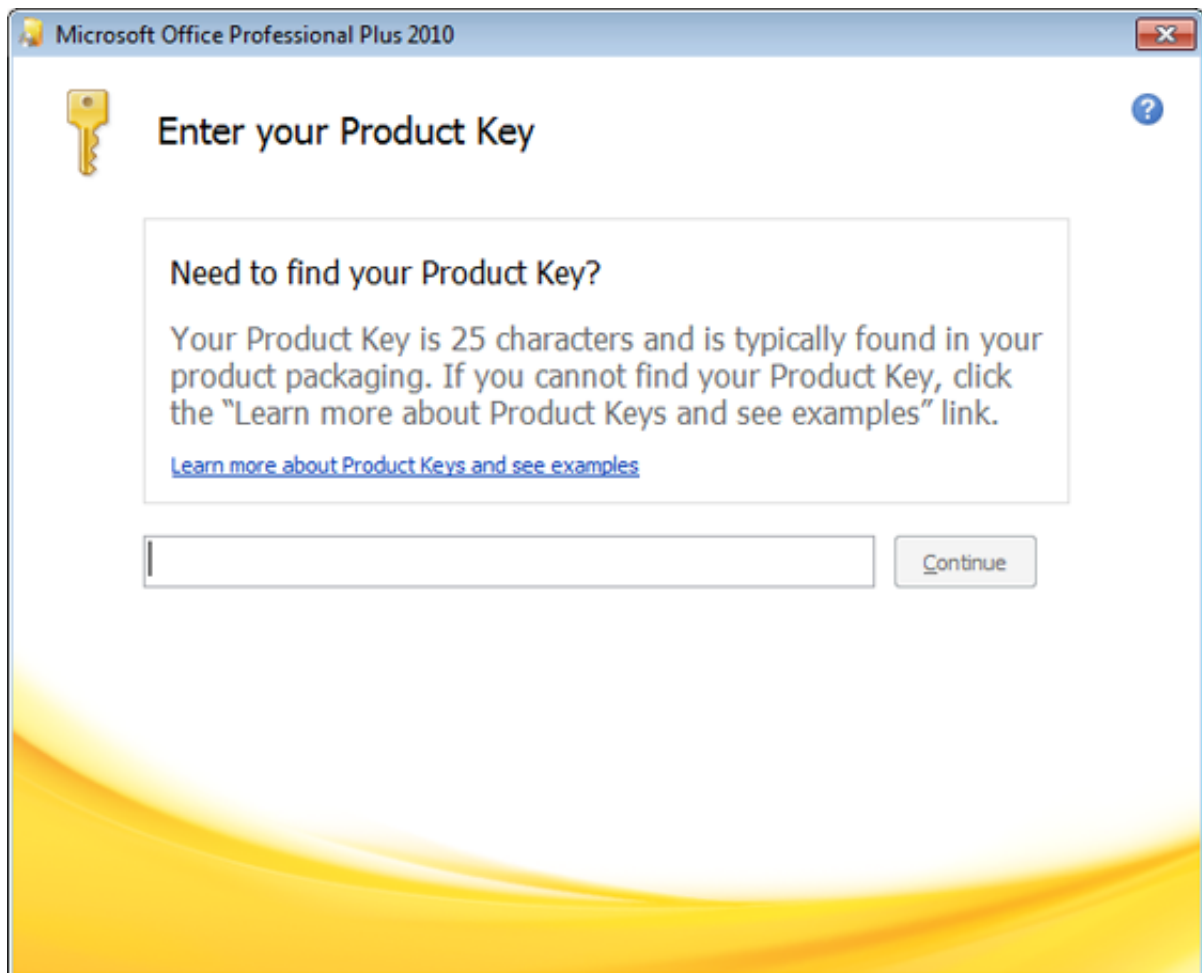 Microsoft Office Professional Plus 2010
Enter your Product Key
?
Need to find your Product Key?
Your Product Key is 25 characters and is typically found in your
product packaging. If you cannot find your Product Key, click
the “Learn more about Product Keys and see examples” link.
Learn more about Product Keys and see examples
Continue